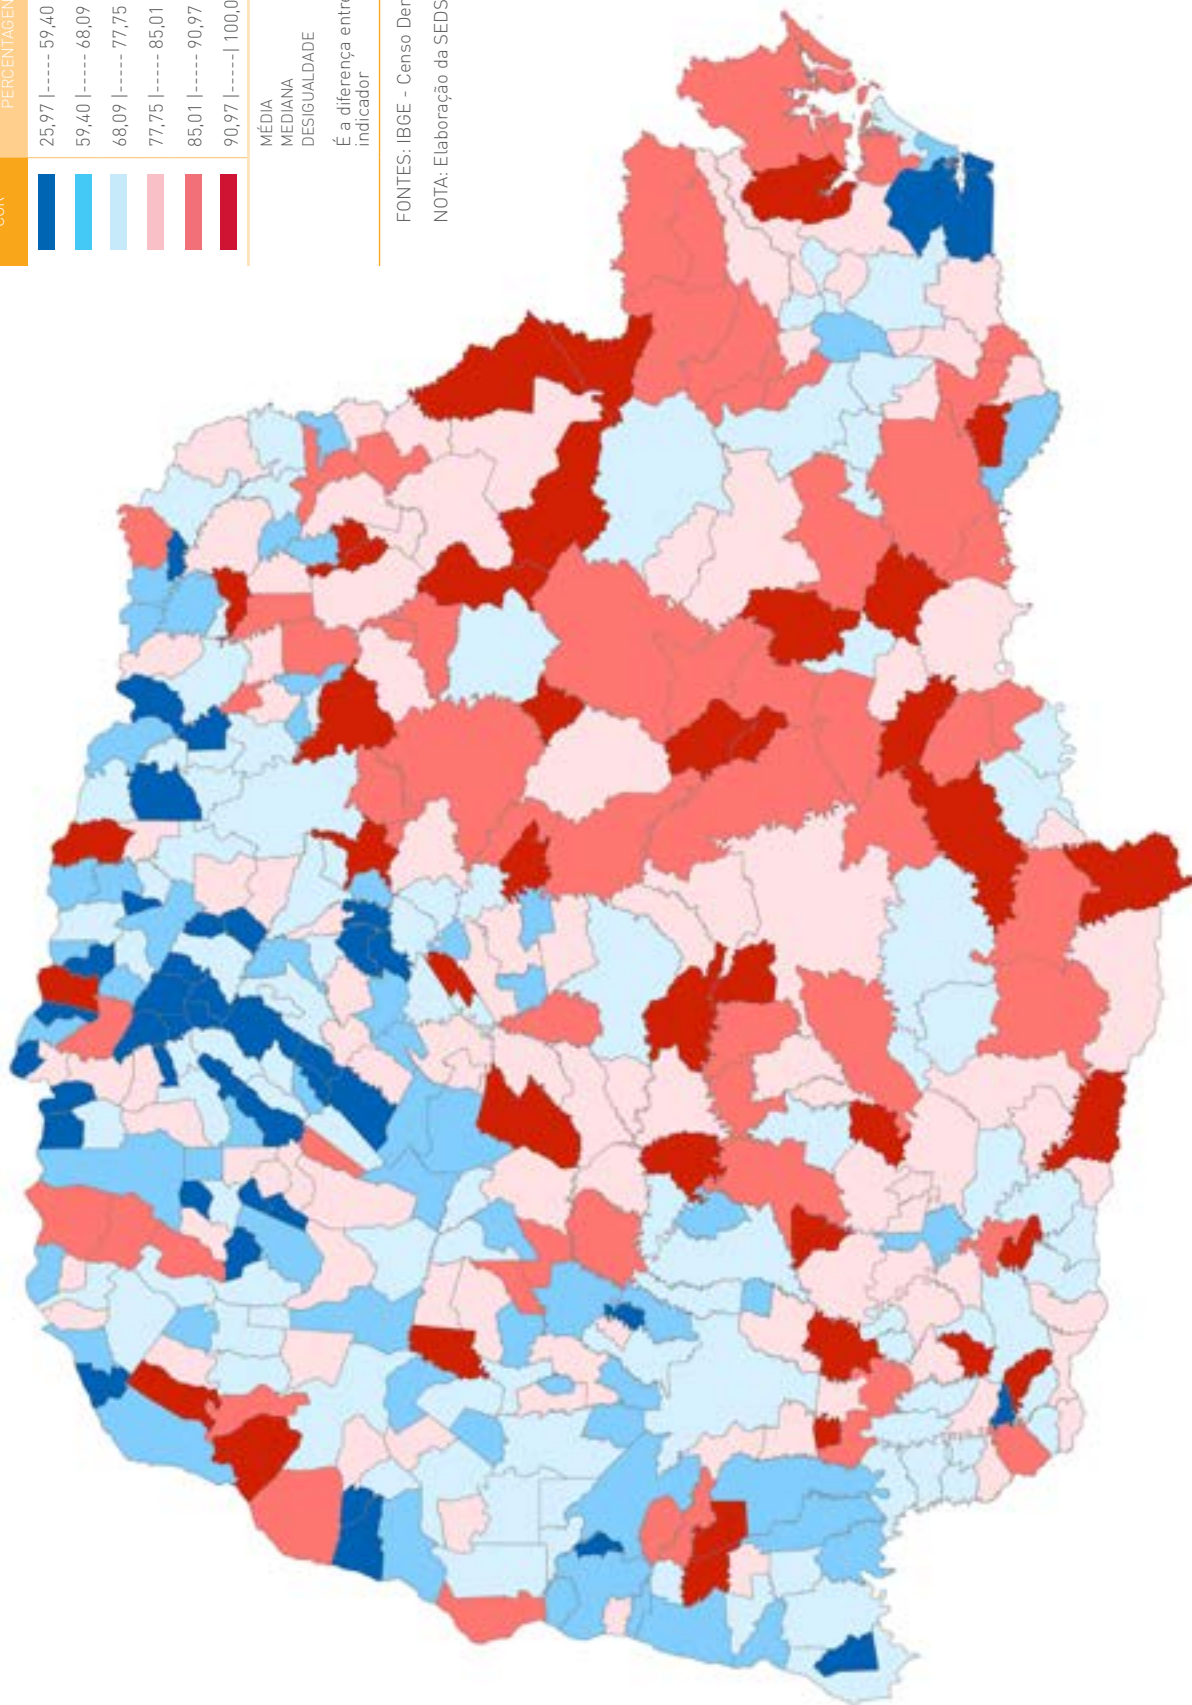 PERCENTAGEN
25,97 |----- 59,40
59,40 |---- 68,09
68,09 |---- 77,75
77,75 |----- 85,01
85,01 |----- 90,97
90,97 |-----| 100,0
MÉDIA
MEDIANA
DESIGUALDADE
É a diferença entre
indicador
FONTES: IBGE - Censo Der
NOTA: Elaboração da SEDS